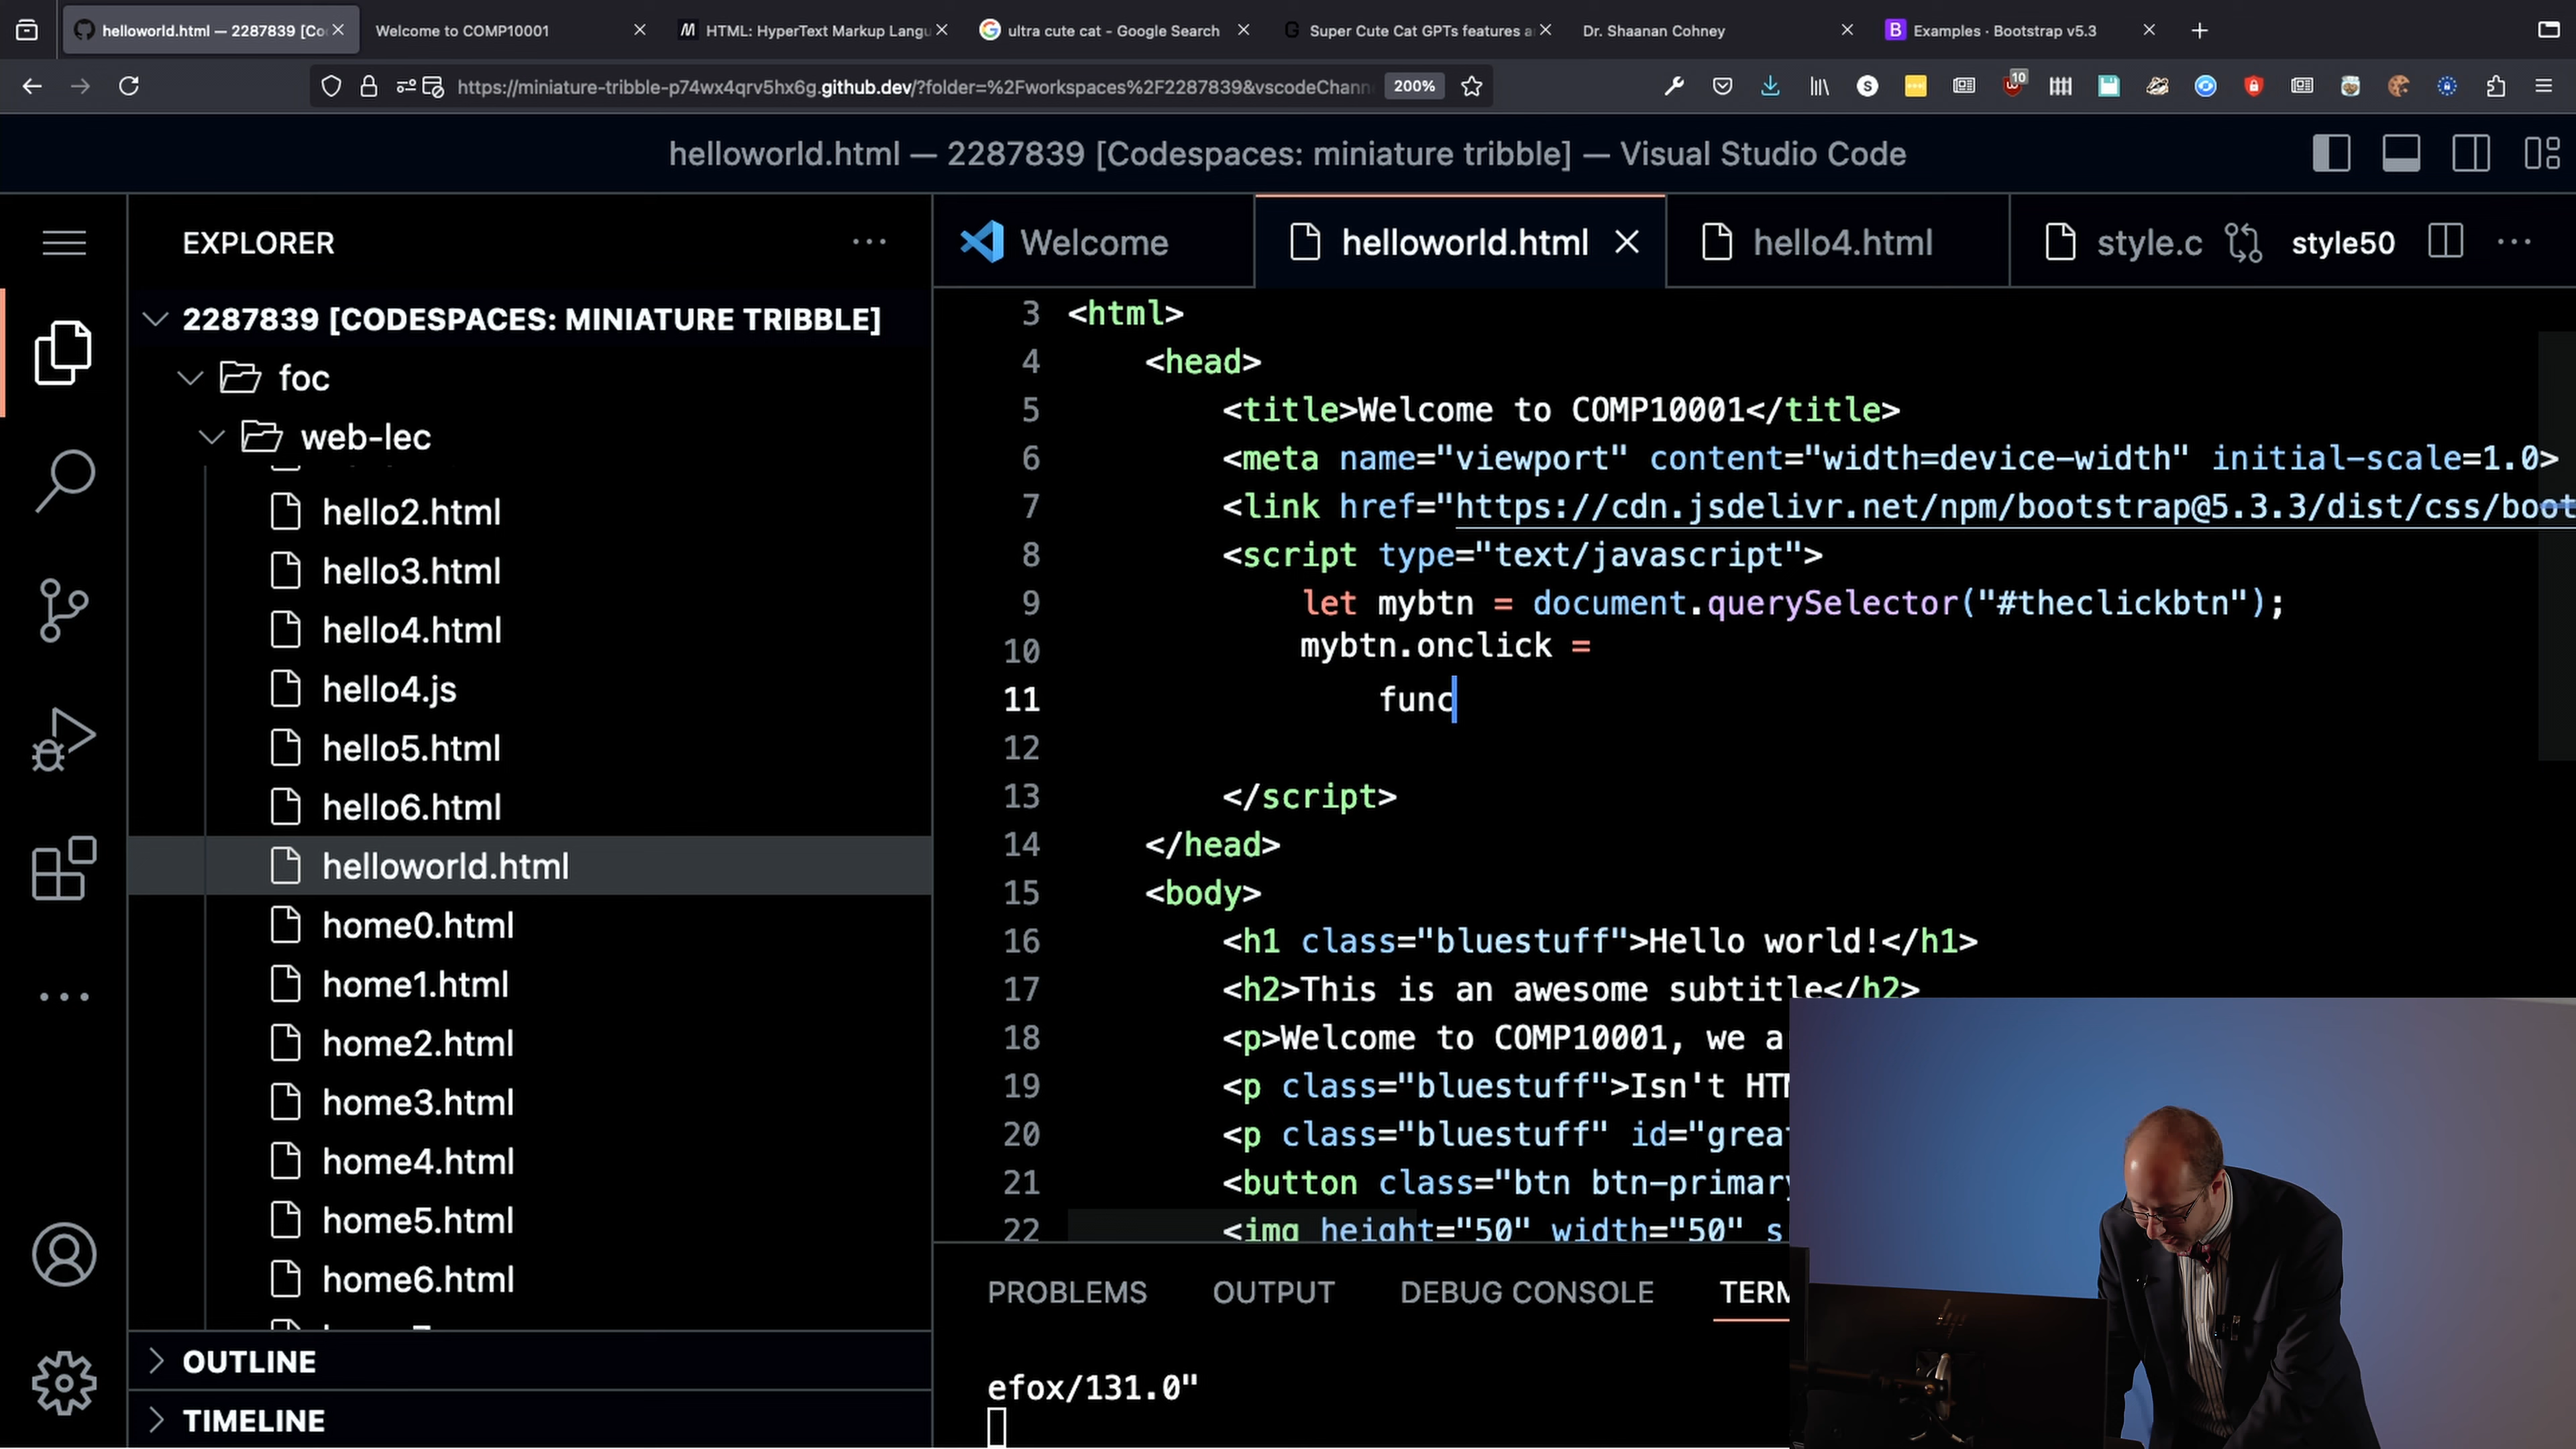 helloworld.html — 2287839 [Co
Welcome to COMP10001
HTML: HyperText Markup Langu
ultra cute cat - Google Search
Super Cute Cat GPTs features a
Dr. Shaanan Cohney
Examples · Bootstrap v5.3
https://miniature-tribble-p74wx4qrv5hx6g.github.dev/?folder=%2Fworkspaces%2F2287839&vscodeChann
200%
10
helloworld.html — 2287839 [Codespaces: miniature tribble] — Visual Studio Code
EXPLORER
2287839 [CODESPACES: MINIATURE TRIBBLE]
foc
web-lec
hello2.html
hello3.html
hello4.html
hello4.js
hello5.html
hello6.html
helloworld.html
home0.html
home1.html
home2.html
home3.html
home4.html
home5.html
home6.html
OUTLINE
TIMELINE
Welcome
helloworld.html
hello4.html
style.c
style50
3 <html>
4 <head>
5 <title>Welcome to COMP10001</title>
6 <meta name="viewport" content="width=device-width" initial-scale=1.0>
7 <link href="https://cdn.jsdelivr.net/npm/bootstrap@5.3.3/dist/css/boot
8 <script type="text/javascript">
9 let mybtn = document.querySelector("#theclickbtn");
10 mybtn.onclick =
11 func
12
13 </script>
14 </head>
15 <body>
16 <h1 class="bluestuff">Hello world!</h1>
17 <h2>This is an awesome subtitle</h2>
18 <p>Welcome to COMP10001, we a
19 <p class="bluestuff">Isn't HTM
20 <p class="bluestuff" id="grea
21 <button class="btn btn-primary
22 <img height="50" width="50" s
PROBLEMS
OUTPUT
DEBUG CONSOLE
TERM
efox/131.0"